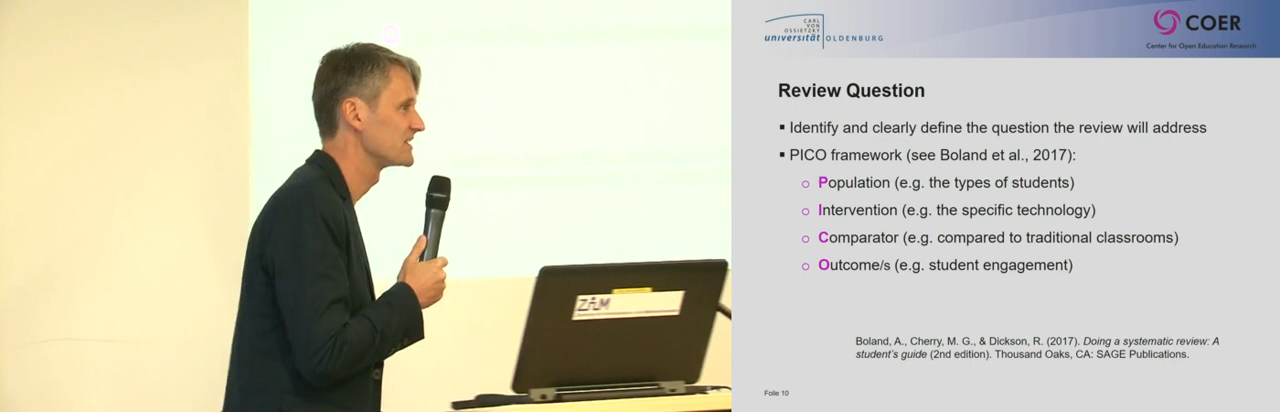 ZAM
CARL
VON
OSSIETZKY
universität OLDENBURG
COER
Center for Open Education Research
Review Question
▪ Identify and clearly define the question the review will address
▪ PICO framework (see Boland et al., 2017):
○ Population (e.g. the types of students)
○ Intervention (e.g. the specific technology)
○ Comparator (e.g. compared to traditional classrooms)
○ Outcome/s (e.g. student engagement)
Boland, A., Cherry, M. G., & Dickson, R. (2017). Doing a systematic review: A
student's guide (2nd edition). Thousand Oaks, CA: SAGE Publications.
Folie 10